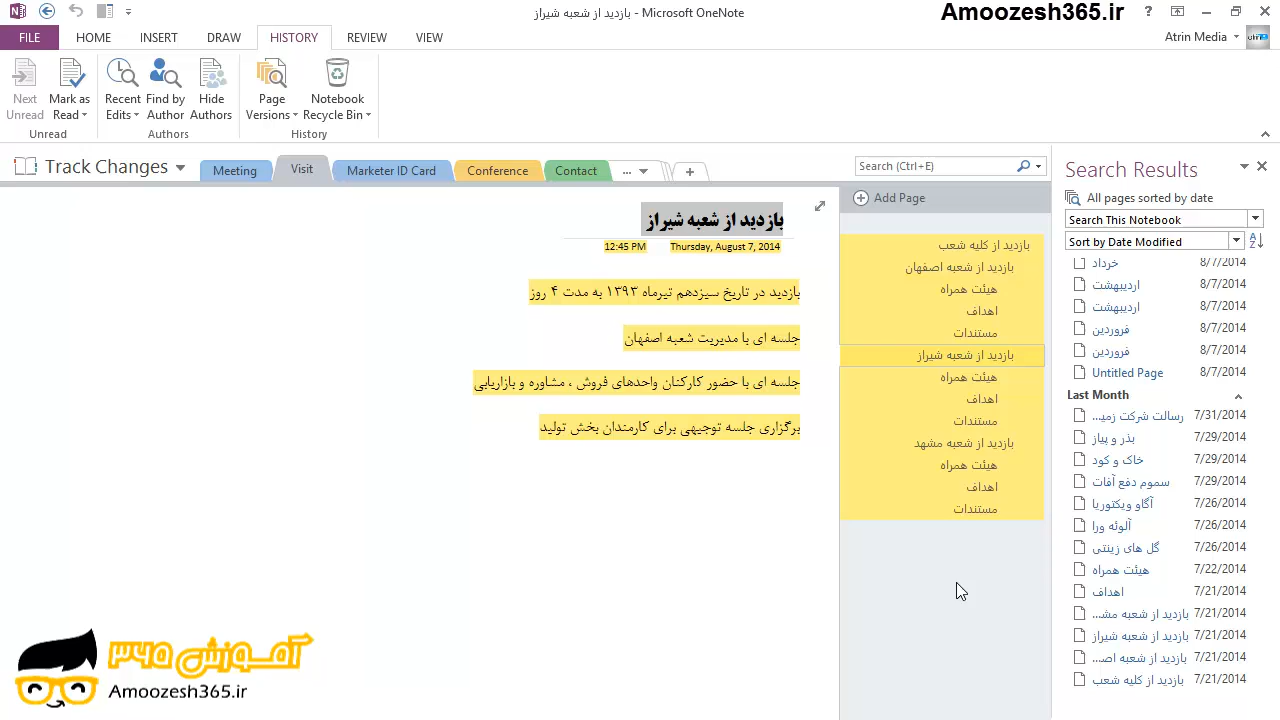 بازدید از شعبه شیراز - Microsoft OneNote
Amoozesh365.ir
?
FILE
HOME
INSERT
DRAW
HISTORY
REVIEW
VIEW
Atrin Media
Next Unread
Mark as Read
Recent Edits
Find by Author
Hide Authors
Page Versions
Notebook Recycle Bin
Unread
Authors
History
Track Changes
Meeting
Visit
Marketer ID Card
Conference
Contact
...
Search (Ctrl+E)
بازدید از شعبه شیراز
12:45 PM Thursday, August 7, 2014
بازدید در تاریخ سیزدهم تیرماه ۱۳۹۳ به مدت ۴ روز
جلسه ای با مدیریت شعبه اصفهان
جلسه ای با حضور کارکنان واحدهای فروش ، مشاوره و بازاریابی
برگزاری جلسه توجیهی برای کارمندان بخش تولید
Add Page
بازدید از کلیه شعب
بازدید از شعبه اصفهان
هیئت همراه
اهداف
مستندات
بازدید از شعبه شیراز
هیئت همراه
اهداف
مستندات
بازدید از شعبه مشهد
هیئت همراه
اهداف
مستندات
Search Results
All pages sorted by date
Search This Notebook
Sort by Date Modified
خرداد 8/7/2014
اردیبهشت 8/7/2014
اردیبهشت 8/7/2014
فروردین 8/7/2014
فروردین 8/7/2014
Untitled Page 8/7/2014
Last Month
رسالت شرکت زمیـ... 7/31/2014
بذر و پیاز 7/29/2014
خاک و کود 7/29/2014
سموم دفع آفات 7/29/2014
آگاو ویکتوریا 7/26/2014
آلوئه ورا 7/26/2014
گل های زینتی 7/26/2014
هیئت همراه 7/22/2014
اهداف 7/21/2014
بازدید از شعبه مشـ... 7/21/2014
بازدید از شعبه شیراز 7/21/2014
بازدید از شعبه اصـ... 7/21/2014
بازدید از کلیه شعب 7/21/2014
آمـوزش ۳۶۵
Amoozesh365.ir